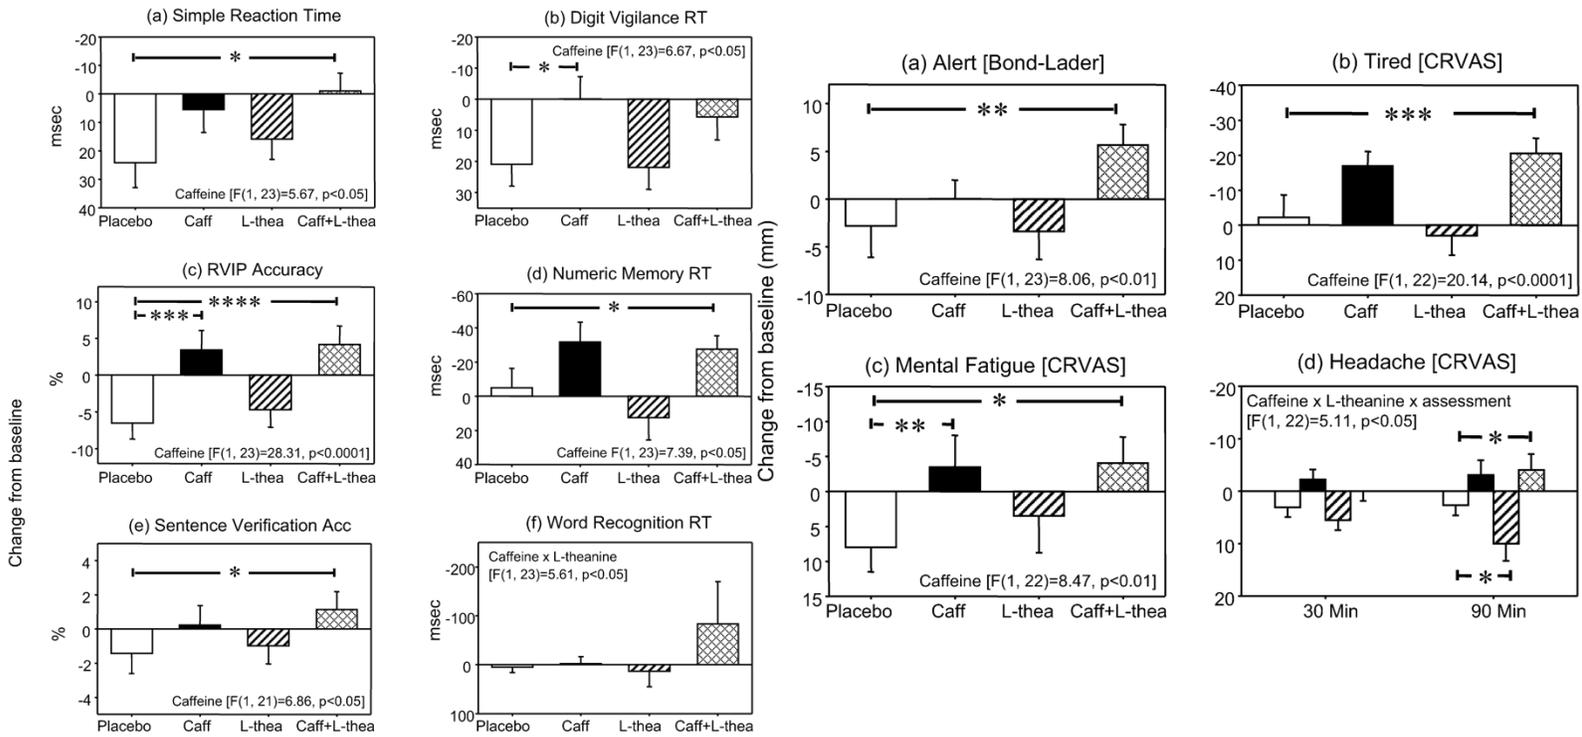 (a) Simple Reaction Time
-20
-10
0
10
20
30
40
msec
*
Caffeine [F(1, 23)=5.67, p<0.05]
Placebo Caff L-thea Caff+L-thea
(b) Digit Vigilance RT
-20
-10
0
10
20
30
msec
Caffeine [F(1, 23)=6.67, p<0.05]
*
Placebo Caff L-thea Caff+L-thea
(c) RVIP Accuracy
10
5
0
-5
-10
%
****
***
Caffeine [F(1, 23)=28.31, p<0.0001]
Placebo Caff L-thea Caff+L-thea
(d) Numeric Memory RT
-60
-40
-20
0
20
40
msec
*
Caffeine F(1, 23)=7.39, p<0.05]
Placebo Caff L-thea Caff+L-thea
Change from baseline
(e) Sentence Verification Acc
4
2
0
-2
-4
%
*
Caffeine [F(1, 21)=6.86, p<0.05]
Placebo Caff L-thea Caff+L-thea
(f) Word Recognition RT
-200
-100
0
100
msec
Caffeine x L-theanine
[F(1, 23)=5.61, p<0.05]
Placebo Caff L-thea Caff+L-thea
Change from baseline (mm)
(a) Alert [Bond-Lader]
10
5
0
-5
-10
**
Caffeine [F(1, 23)=8.06, p<0.01]
Placebo Caff L-thea Caff+L-thea
(b) Tired [CRVAS]
-40
-30
-20
-10
0
10
20
***
Caffeine [F(1, 22)=20.14, p<0.0001]
Placebo Caff L-thea Caff+L-thea
(c) Mental Fatigue [CRVAS]
-15
-10
-5
0
5
10
15
*
**
Caffeine [F(1, 22)=8.47, p<0.01]
Placebo Caff L-thea Caff+L-thea
(d) Headache [CRVAS]
-20
-10
0
10
20
Caffeine x L-theanine x assessment
[F(1, 22)=5.11, p<0.05]
*
*
30 Min 90 Min